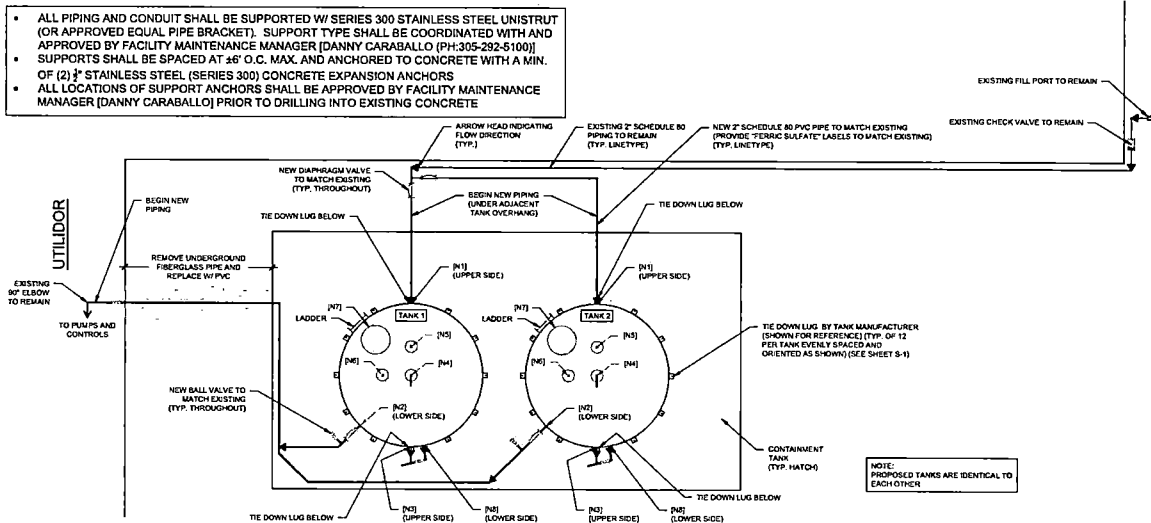 • ALL PIPING AND CONDUIT SHALL BE SUPPORTED W/ SERIES 300 STAINLESS STEEL UNISTRUT
(OR APPROVED EQUAL PIPE BRACKET). SUPPORT TYPE SHALL BE COORDINATED WITH AND
APPROVED BY FACILITY MAINTENANCE MANAGER [DANNY CARABALLO (PH:305-292-5100)]
• SUPPORTS SHALL BE SPACED AT ±6' O.C. MAX. AND ANCHORED TO CONCRETE WITH A MIN.
OF (2) ½" STAINLESS STEEL (SERIES 300) CONCRETE EXPANSION ANCHORS
• ALL LOCATIONS OF SUPPORT ANCHORS SHALL BE APPROVED BY FACILITY MAINTENANCE
MANAGER [DANNY CARABALLO] PRIOR TO DRILLING INTO EXISTING CONCRETE
EXISTING FILL PORT TO REMAIN
EXISTING CHECK VALVE TO REMAIN
ARROW HEAD INDICATING
FLOW DIRECTION
(TYP.)
EXISTING 2" SCHEDULE 80
PIPING TO REMAIN
(TYP. LINETYPE)
NEW 2" SCHEDULE 80 PVC PIPE TO MATCH EXISTING
(PROVIDE "FERRIC SULFATE" LABELS TO MATCH EXISTING)
(TYP. LINETYPE)
NEW DIAPHRAGM VALVE
TO MATCH EXISTING
(TYP. THROUGHOUT)
BEGIN NEW PIPING
(UNDER ADJACENT
TANK OVERHANG)
BEGIN NEW
PIPING
TIE DOWN LUG BELOW
TIE DOWN LUG BELOW
UTILIDOR
REMOVE UNDERGROUND
FIBERGLASS PIPE AND
REPLACE W/ PVC
EXISTING
90° ELBOW
TO REMAIN
TO PUMPS AND
CONTROLS
[N1]
(UPPER SIDE)
[N1]
(UPPER SIDE)
[N7]
LADDER
TANK 1
[N5]
[N6]
[N4]
[N7]
LADDER
TANK 2
[N5]
[N6]
[N4]
TIE DOWN LUG BY TANK MANUFACTURER
(SHOWN FOR REFERENCE) (TYP. OF 12
PER TANK EVENLY SPACED AND
ORIENTED AS SHOWN) (SEE SHEET S-1)
NEW BALL VALVE TO
MATCH EXISTING
(TYP. THROUGHOUT)
[N2]
(LOWER SIDE)
[N2]
(LOWER SIDE)
CONTAINMENT
TANK
(TYP. HATCH)
NOTE:
PROPOSED TANKS ARE IDENTICAL TO
EACH OTHER
TIE DOWN LUG BELOW
[N3]
(UPPER SIDE)
[N8]
(LOWER SIDE)
TIE DOWN LUG BELOW
[N3]
(UPPER SIDE)
[N8]
(LOWER SIDE)